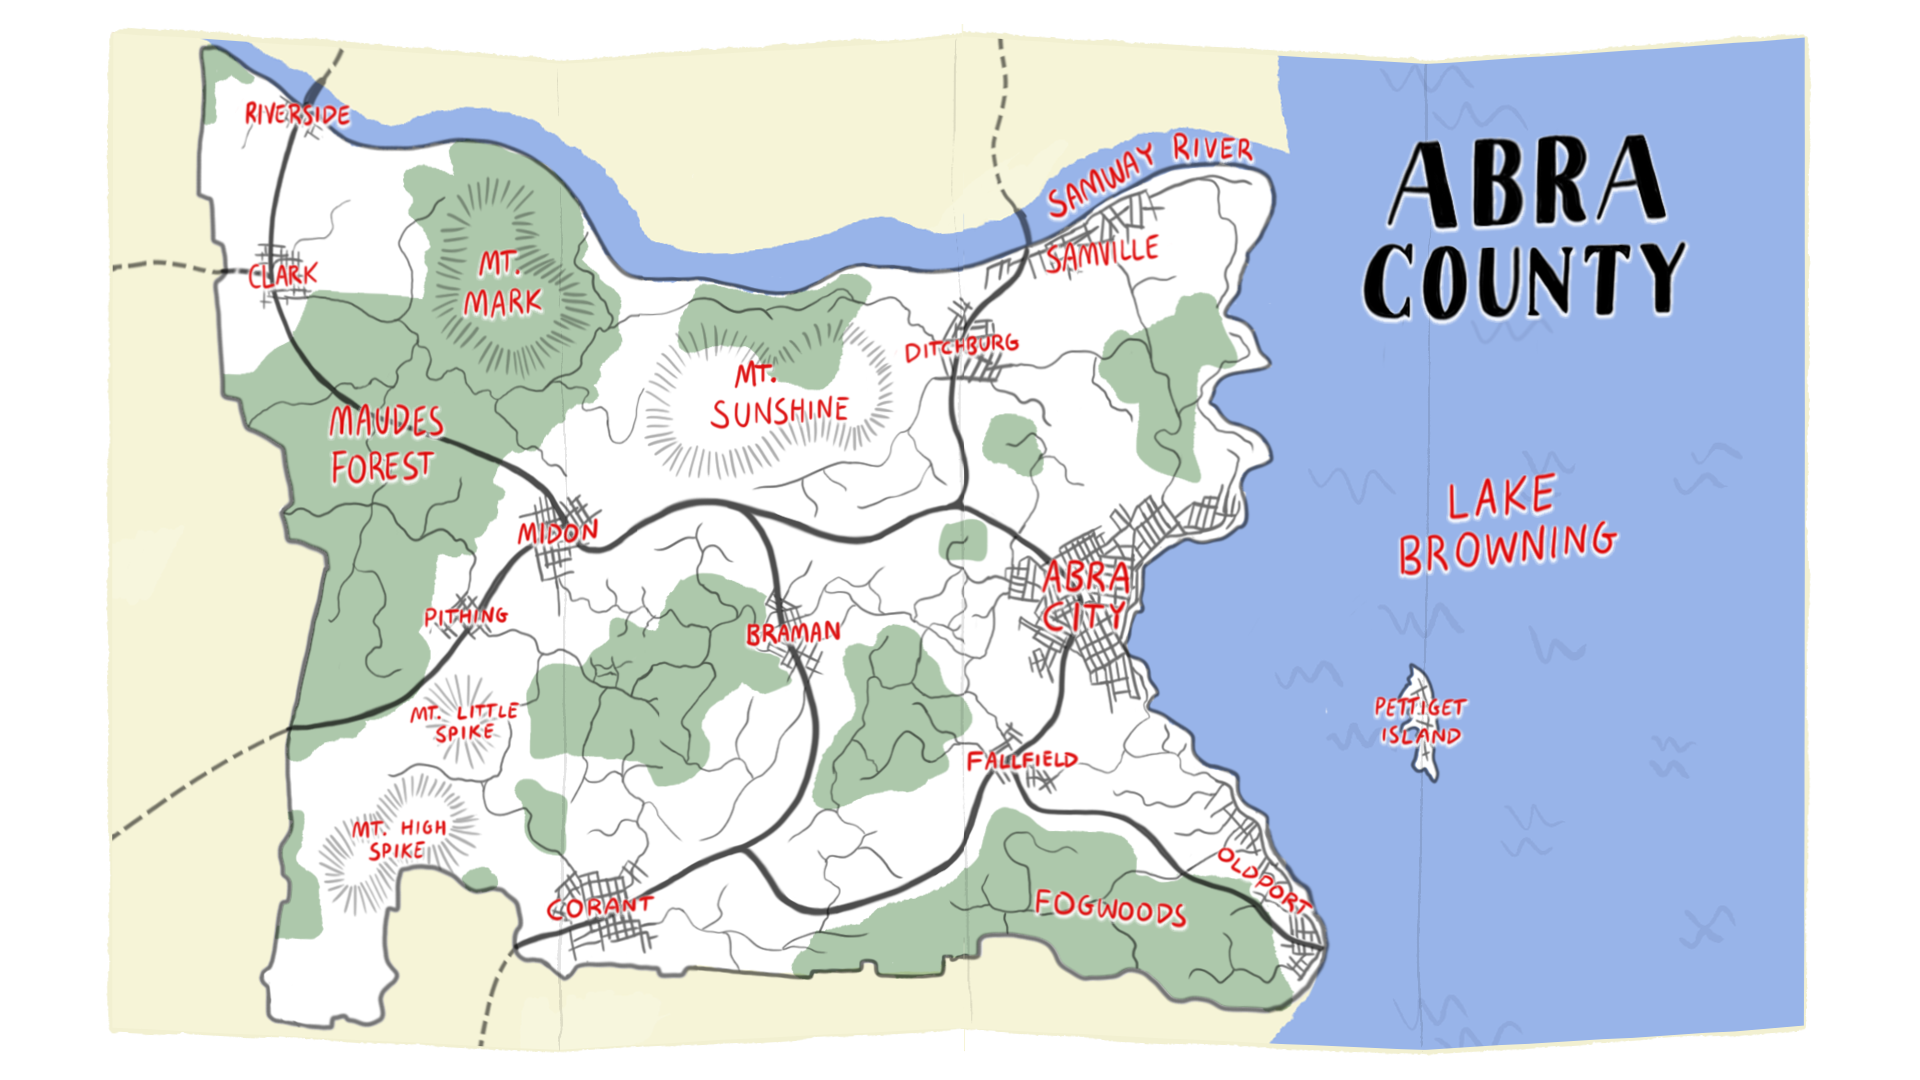 ABRA
COUNTY
RIVERSIDE
SAMWAY RIVER
CLARK
MT.
MARK
SAMVILLE
DITCHBURG
MT.
SUNSHINE
MAUDES
FOREST
LAKE
BROWNING
MIDON
ABRA
CITY
PITHING
BRAMAN
MT. LITTLE
SPIKE
PETTIGET
ISLAND
FALLFIELD
MT. HIGH
SPIKE
OLDPORT
CORANT
FOGWOODS